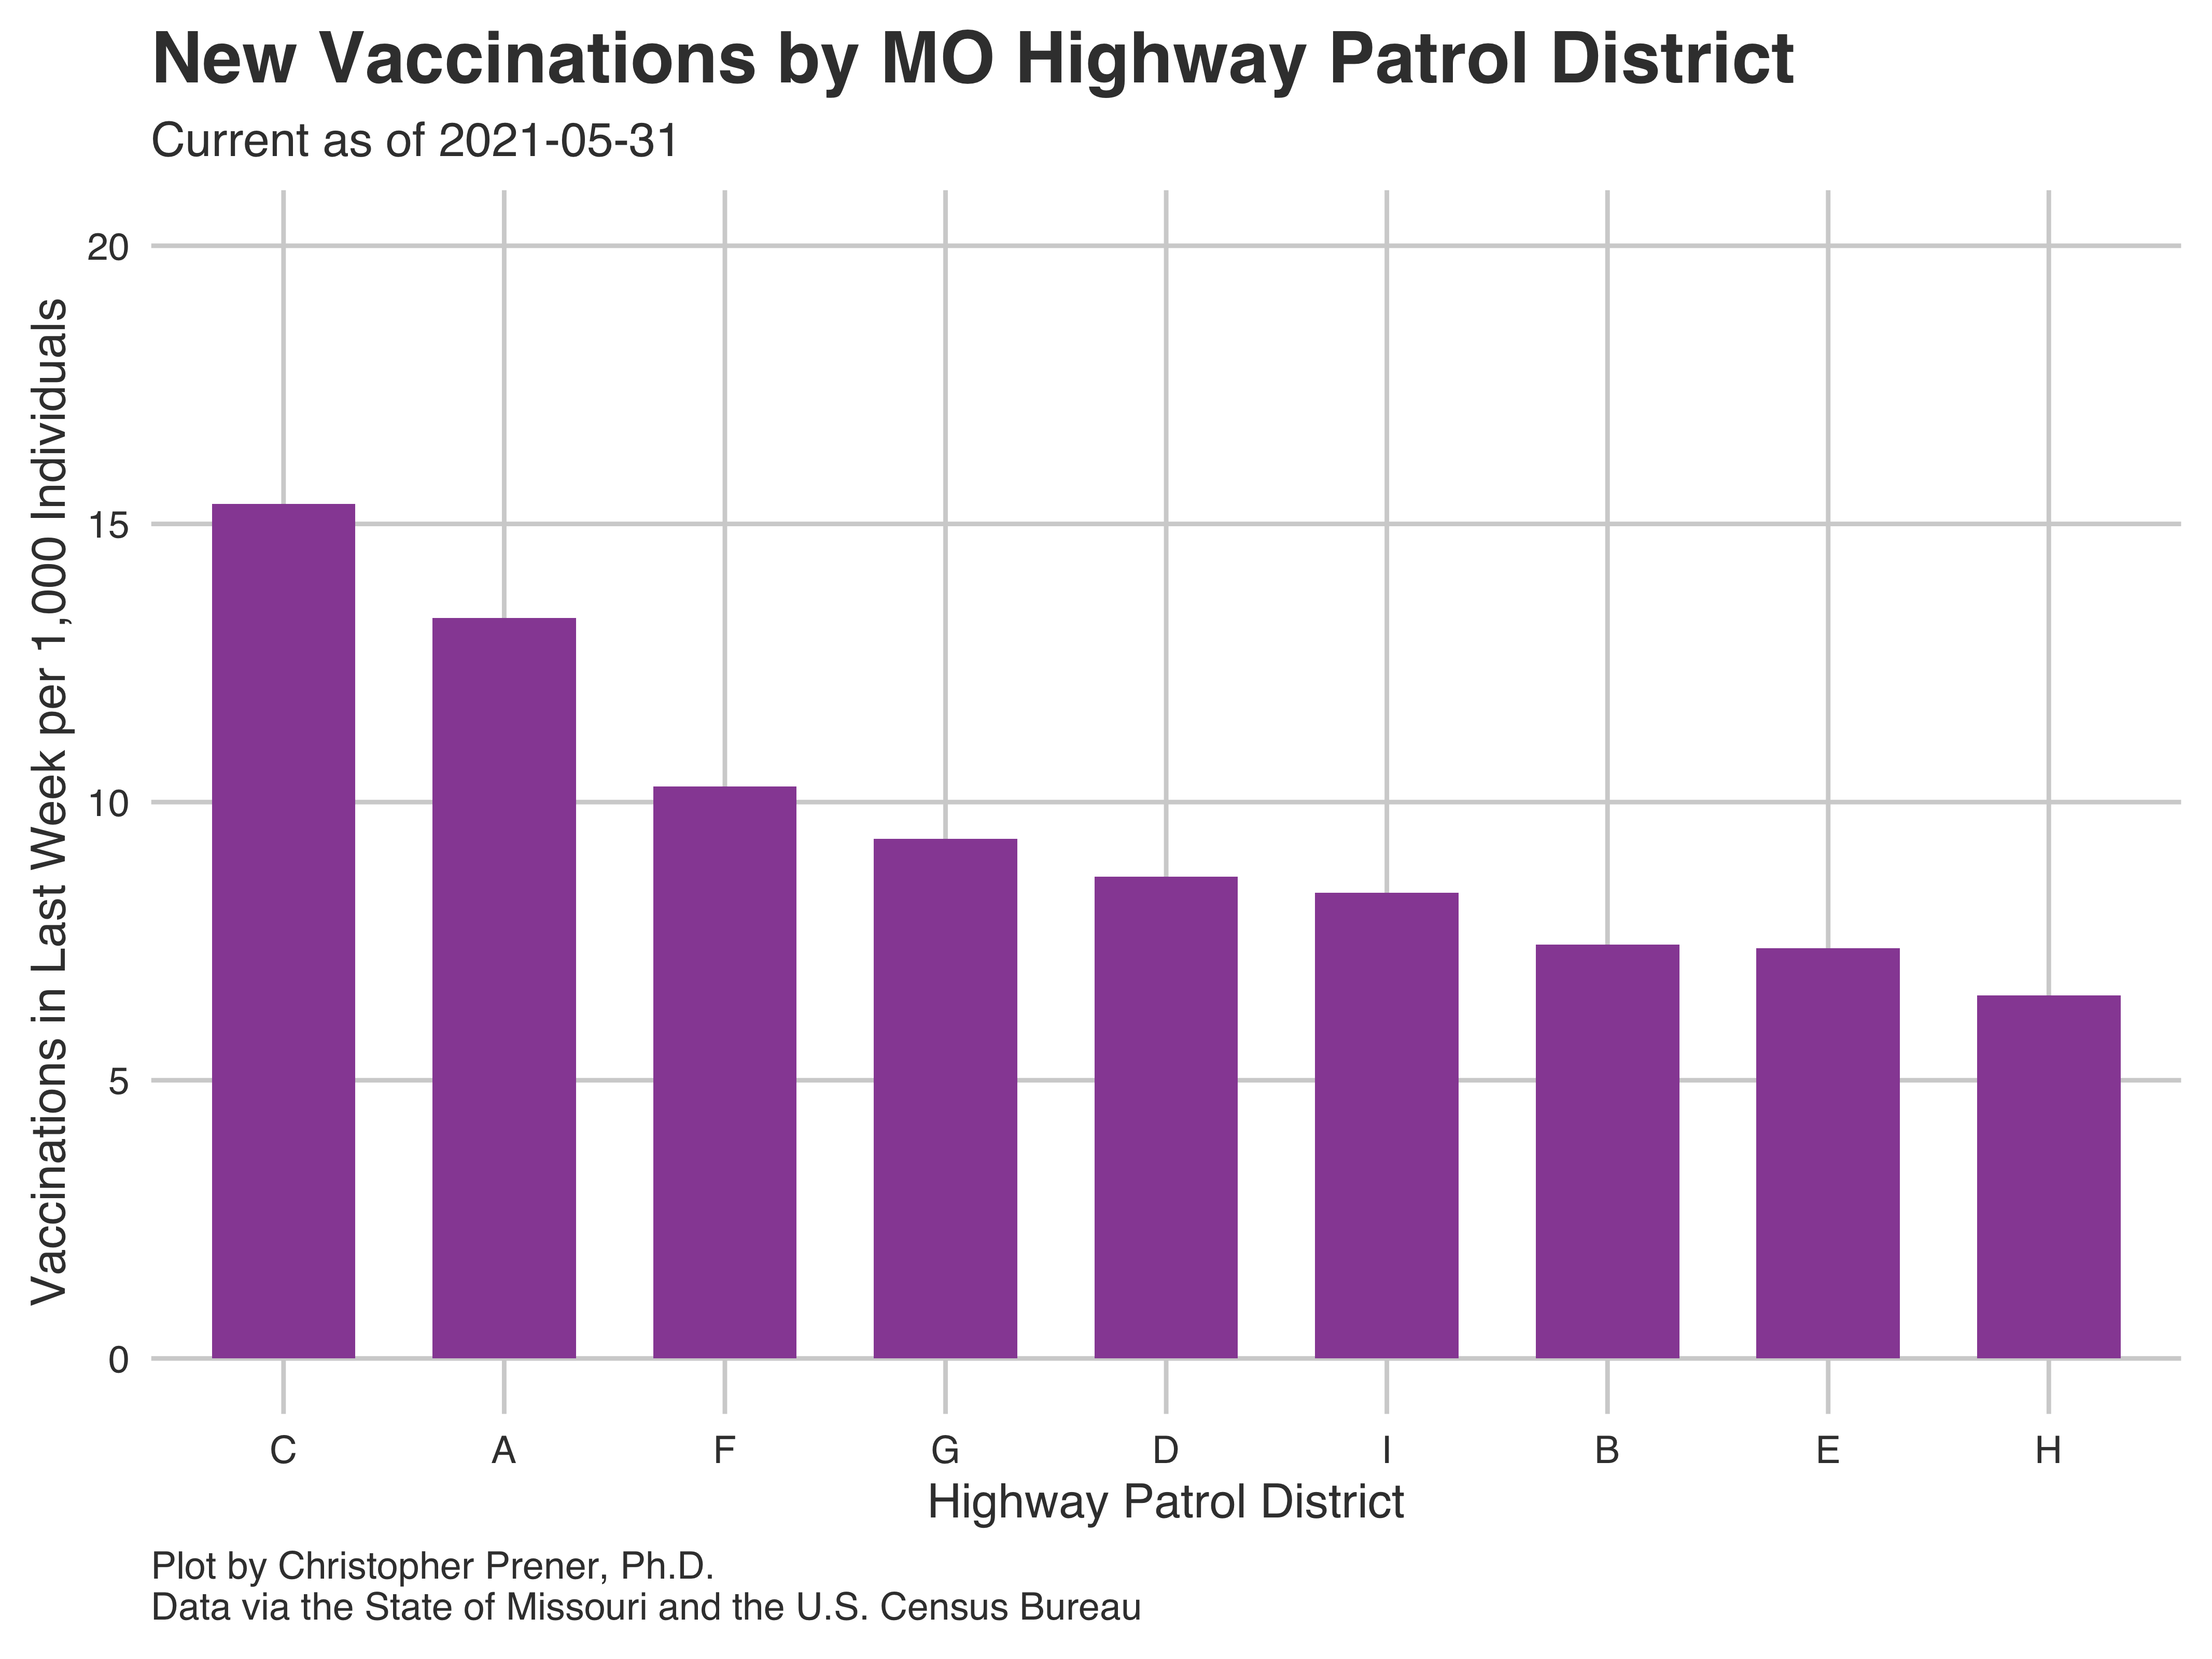 New Vaccinations by MO Highway Patrol District
Current as of 2021-05-31
Vaccinations in Last Week per 1,000 Individuals
20
15
10
5
0
C A F G D I B E H
Highway Patrol District
Plot by Christopher Prener, Ph.D.
Data via the State of Missouri and the U.S. Census Bureau